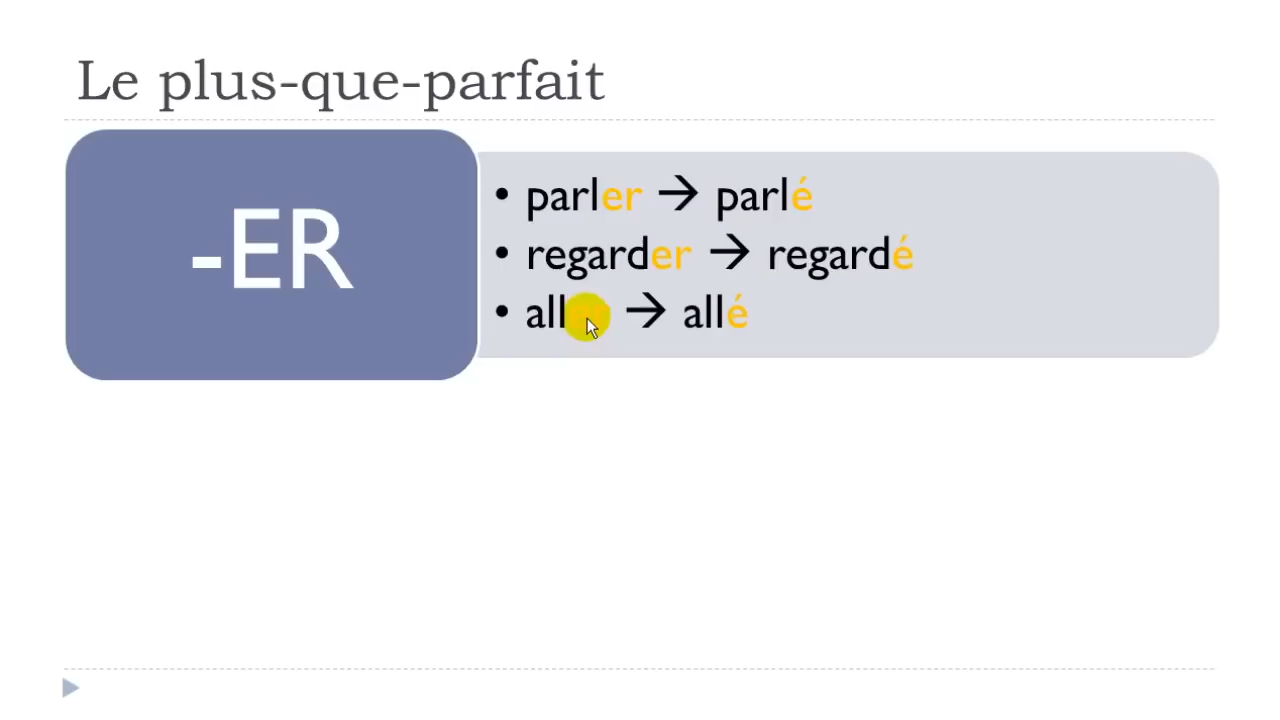 Le plus-que-parfait
-ER
• parler → parlé
• regarder → regardé
• all → allé